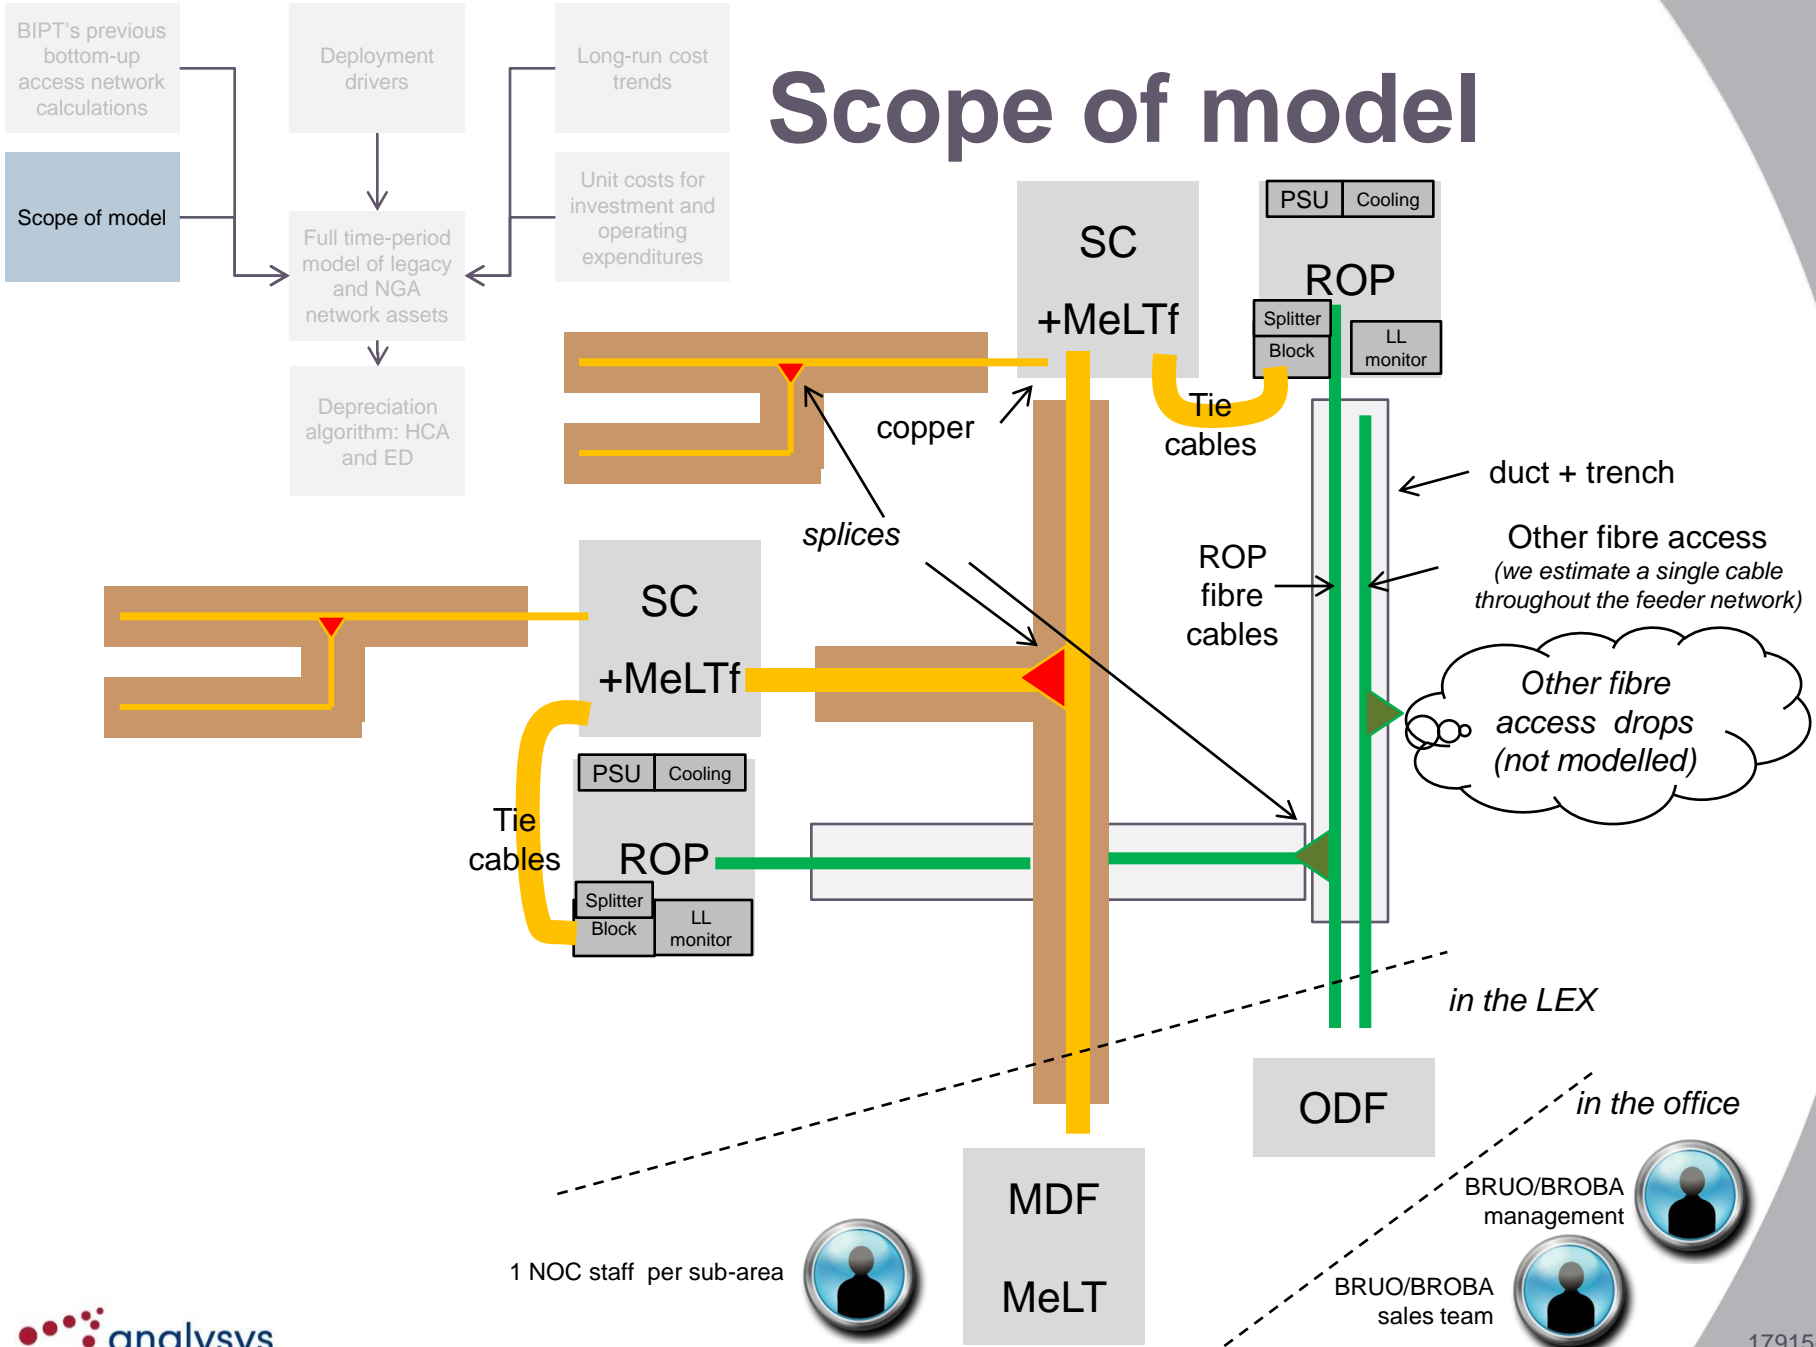 BIPT's previous
bottom-up
access network
calculations
Deployment
drivers
Long-run cost
trends
Scope of model
Scope of model
Unit costs for
investment and
operating
expenditures
Full time-period
model of legacy
and NGA
network assets
Depreciation
algorithm: HCA
and ED
SC
+MeLTf
PSU
Cooling
ROP
Splitter
Block
LL
monitor
Tie
cables
copper
splices
duct + trench
ROP
fibre
cables
Other fibre access
(we estimate a single cable
throughout the feeder network)
Other fibre
access drops
(not modelled)
SC
+MeLTf
PSU
Cooling
Tie
cables
ROP
Splitter
Block
LL
monitor
in the LEX
ODF
in the office
MDF
MeLT
1 NOC staff per sub-area
BRUO/BROBA
management
BRUO/BROBA
sales team
analysys
17915